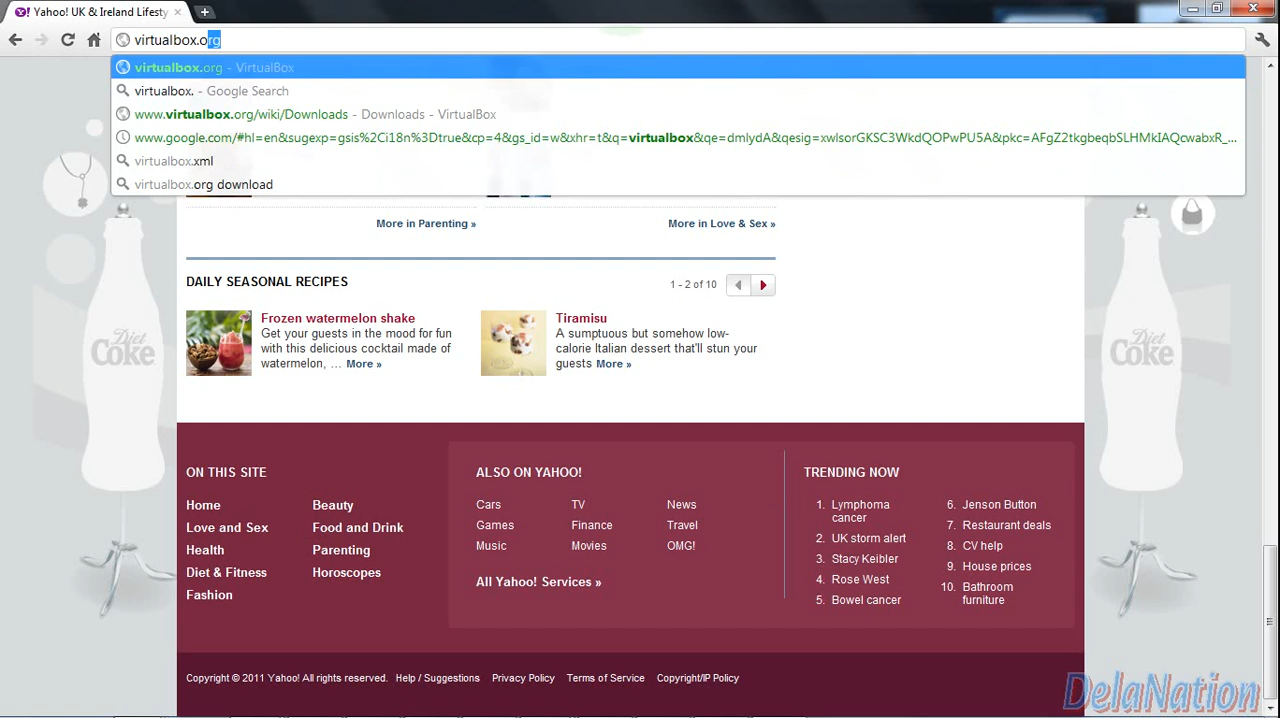 Yahoo! UK & Ireland Lifesty
virtualbox.org
virtualbox.org - VirtualBox
virtualbox. - Google Search
www.virtualbox.org/wiki/Downloads - Downloads - VirtualBox
www.google.com/#hl=en&sugexp=gsis%2Ci18n%3Dtrue&cp=4&gs_id=w&xhr=t&q=virtualbox&qe=dmlydA&qesig=xwlsorGKSC3WkdQOPwPU5A&pkc=AFgZ2tkgbeqbSLHMkIAQcwabxR_...
virtualbox.xml
virtualbox.org download
More in Parenting »
More in Love & Sex »
DAILY SEASONAL RECIPES
1 - 2 of 10
Frozen watermelon shake
Get your guests in the mood for fun
with this delicious cocktail made of
watermelon, ... More »
Tiramisu
A sumptuous but somehow low-
calorie Italian dessert that'll stun your
guests More »
Diet
Coke
Diet
Coke
ON THIS SITE
Home
Love and Sex
Health
Diet & Fitness
Fashion
Beauty
Food and Drink
Parenting
Horoscopes
ALSO ON YAHOO!
Cars TV News
Games Finance Travel
Music Movies OMG!
All Yahoo! Services »
TRENDING NOW
1. Lymphoma
cancer
2. UK storm alert
3. Stacy Keibler
4. Rose West
5. Bowel cancer
6. Jenson Button
7. Restaurant deals
8. CV help
9. House prices
10. Bathroom
furniture
Copyright © 2011 Yahoo! All rights reserved. Help / Suggestions Privacy Policy Terms of Service Copyright/IP Policy
DelaNation